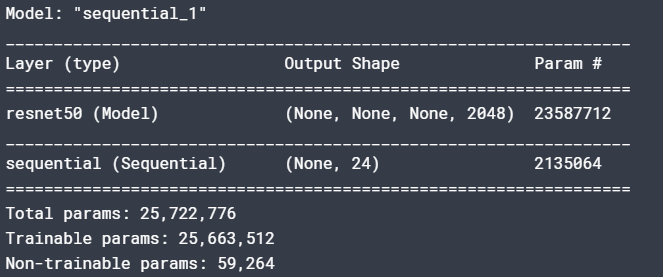 Model: "sequential_1"
_________________________________________________________________
Layer (type)                 Output Shape              Param #
=================================================================
resnet50 (Model)             (None, None, None, 2048)  23587712
_________________________________________________________________
sequential (Sequential)      (None, 24)                2135064
=================================================================
Total params: 25,722,776
Trainable params: 25,663,512
Non-trainable params: 59,264